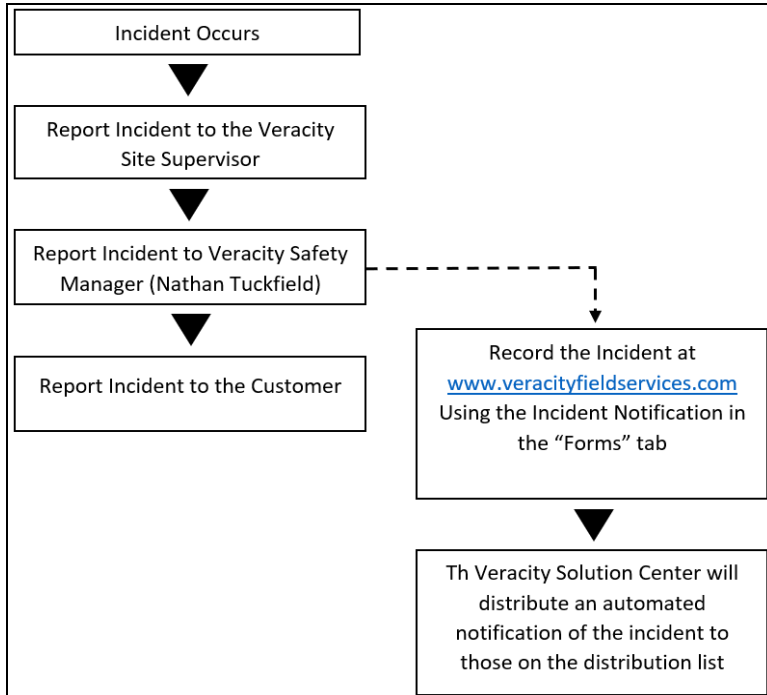 Incident Occurs
Report Incident to the Veracity
Site Supervisor
Report Incident to Veracity Safety
Manager (Nathan Tuckfield)
Report Incident to the Customer
Record the Incident at
www.veracityfieldservices.com
Using the Incident Notification in
the “Forms” tab
Th Veracity Solution Center will
distribute an automated
notification of the incident to
those on the distribution list